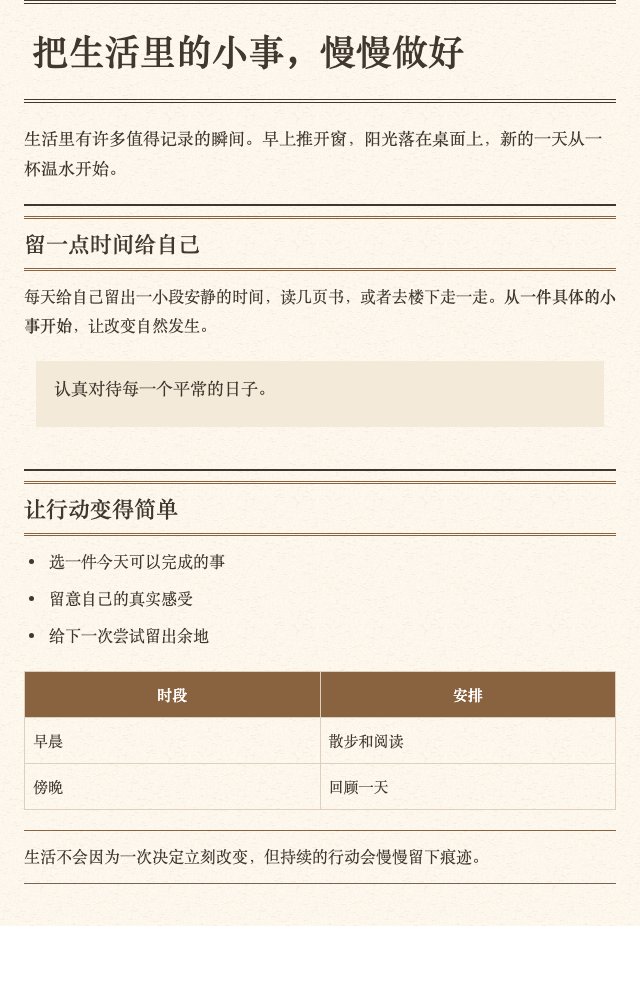 把生活里的小事，慢慢做好
生活里有许多值得记录的瞬间。早上推开窗，阳光落在桌面上，新的一天从一
杯温水开始。
留一点时间给自己
每天给自己留出一小段安静的时间，读几页书，或者去楼下走一走。从一件具体的小
事开始，让改变自然发生。
认真对待每一个平常的日子。
让行动变得简单
• 选一件今天可以完成的事
• 留意自己的真实感受
• 给下一次尝试留出余地
时段 安排
早晨 散步和阅读
傍晚 回顾一天
生活不会因为一次决定立刻改变，但持续的行动会慢慢留下痕迹。